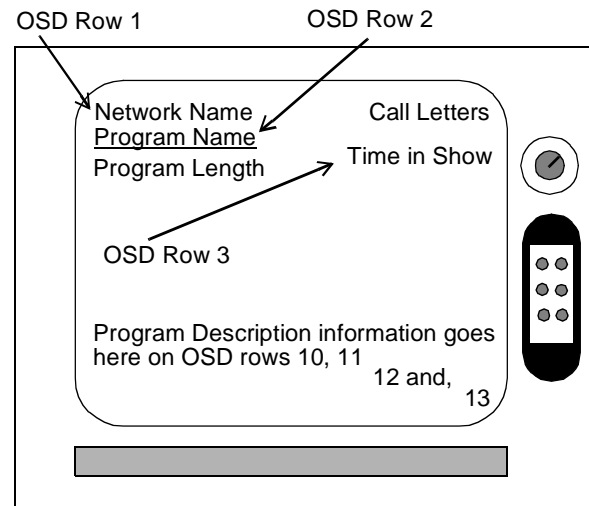 OSD Row 1 OSD Row 2
Network Name Call Letters
Program Name
Program Length Time in Show
OSD Row 3
Program Description information goes
here on OSD rows 10, 11
12 and,
13